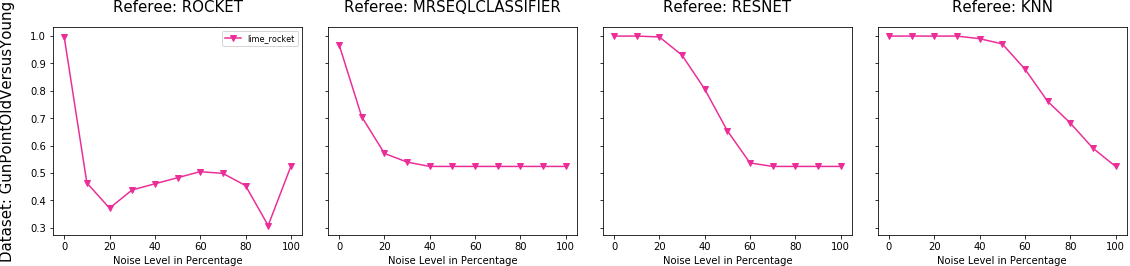 Referee: ROCKET
Referee: MRSEQLCLASSIFIER
Referee: RESNET
Referee: KNN
Dataset: GunPointOldVersusYoung
lime_rocket
1.0
0.9
0.8
0.7
0.6
0.5
0.4
0.3
0 20 40 60 80 100
0 20 40 60 80 100
0 20 40 60 80 100
0 20 40 60 80 100
Noise Level in Percentage
Noise Level in Percentage
Noise Level in Percentage
Noise Level in Percentage